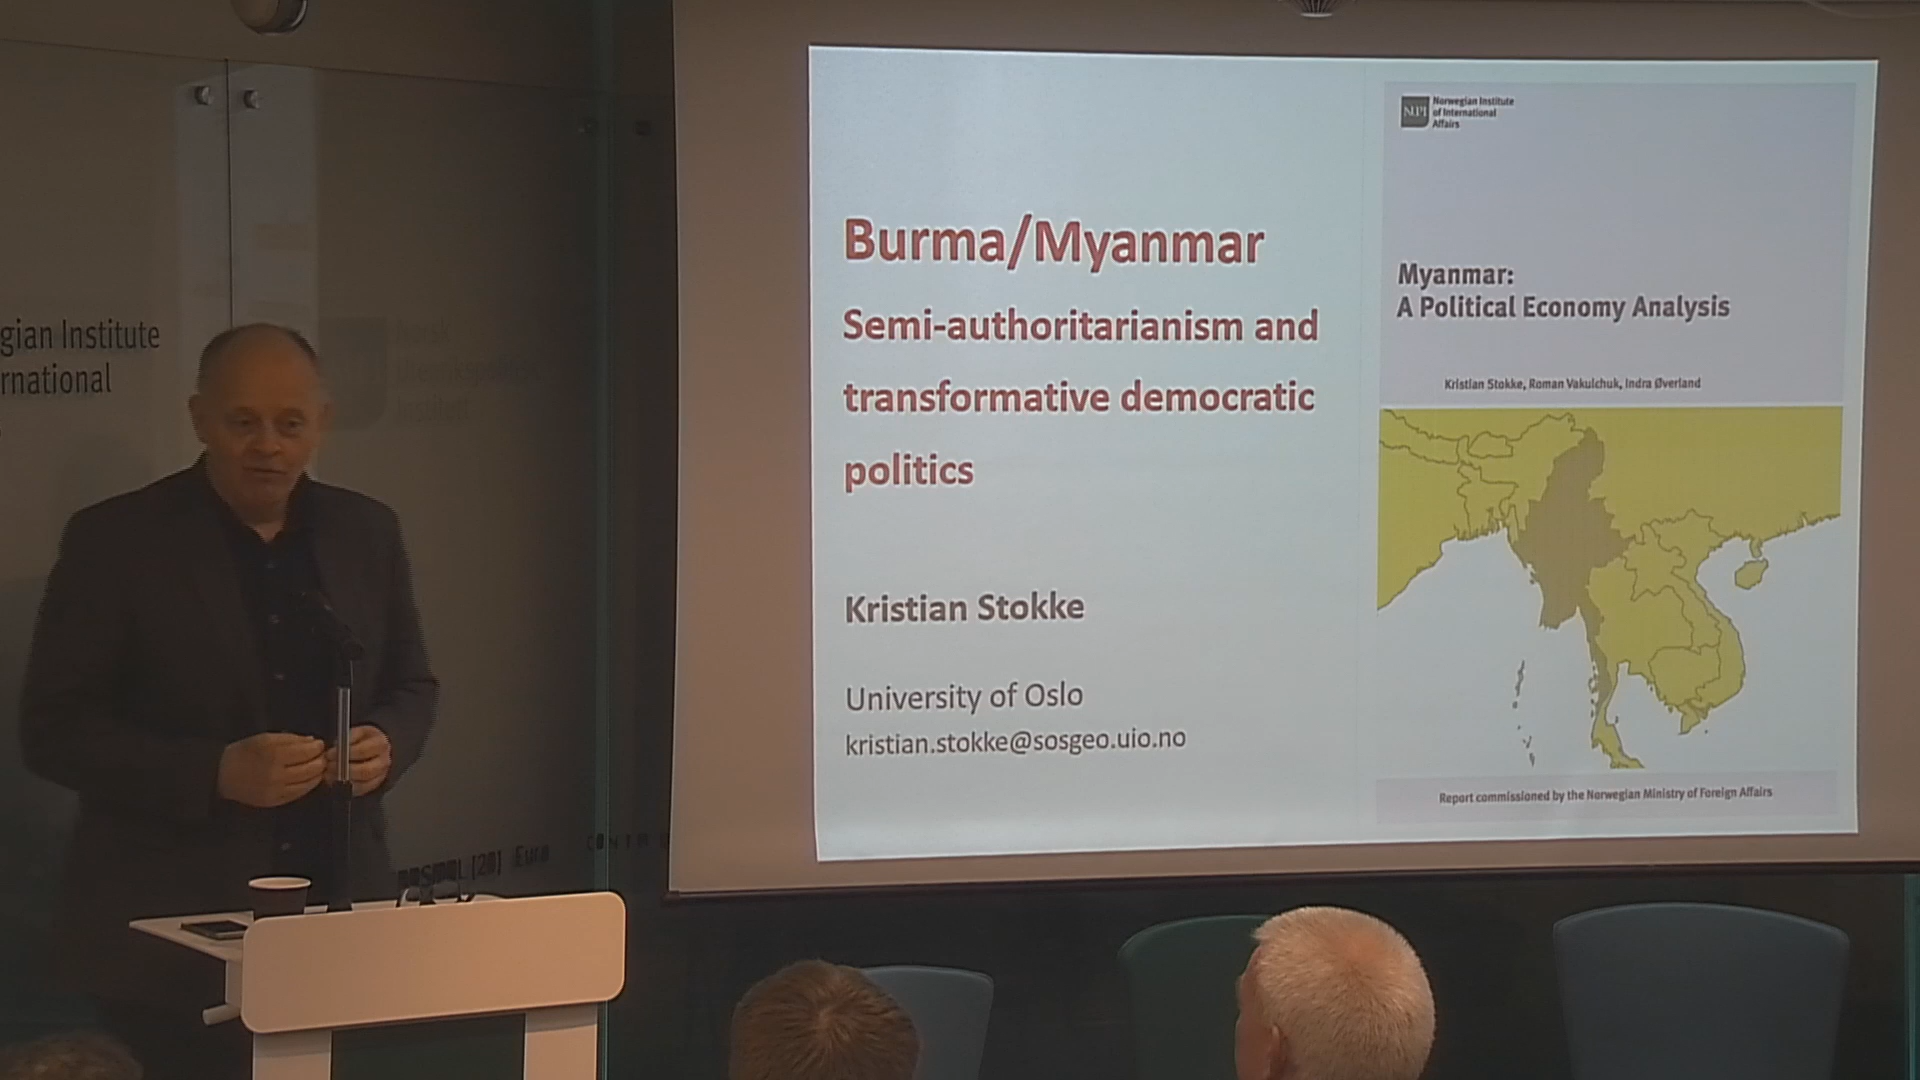 gian Institute
rnational
Burma/Myanmar
Semi-authoritarianism and
transformative democratic
politics
Kristian Stokke
University of Oslo
kristian.stokke@sosgeo.uio.no
NUPI
Norwegian Institute
of International
Affairs
Myanmar:
A Political Economy Analysis
Kristian Stokke, Roman Vakulchuk, Indra Øverland
Report commissioned by the Norwegian Ministry of Foreign Affairs